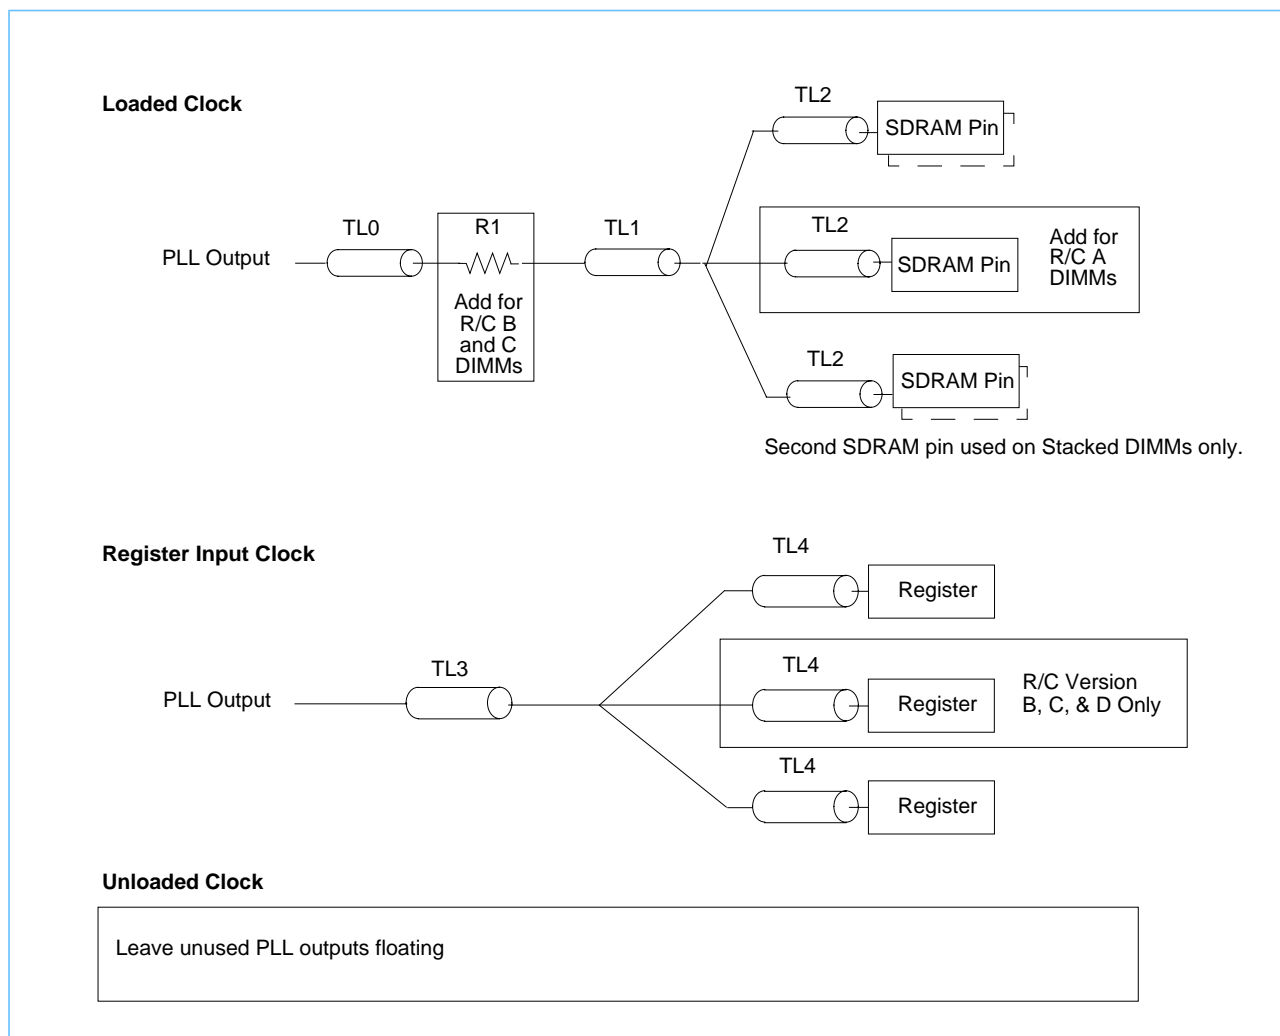 Loaded Clock
TL2
SDRAM Pin
PLL Output
TL0
R1
Add for
R/C B
and C
DIMMs
TL1
TL2
SDRAM Pin
Add for
R/C A
DIMMs
TL2
SDRAM Pin
Second SDRAM pin used on Stacked DIMMs only.
Register Input Clock
TL4
Register
PLL Output
TL3
TL4
Register
R/C Version
B, C, & D Only
TL4
Register
Unloaded Clock
Leave unused PLL outputs floating